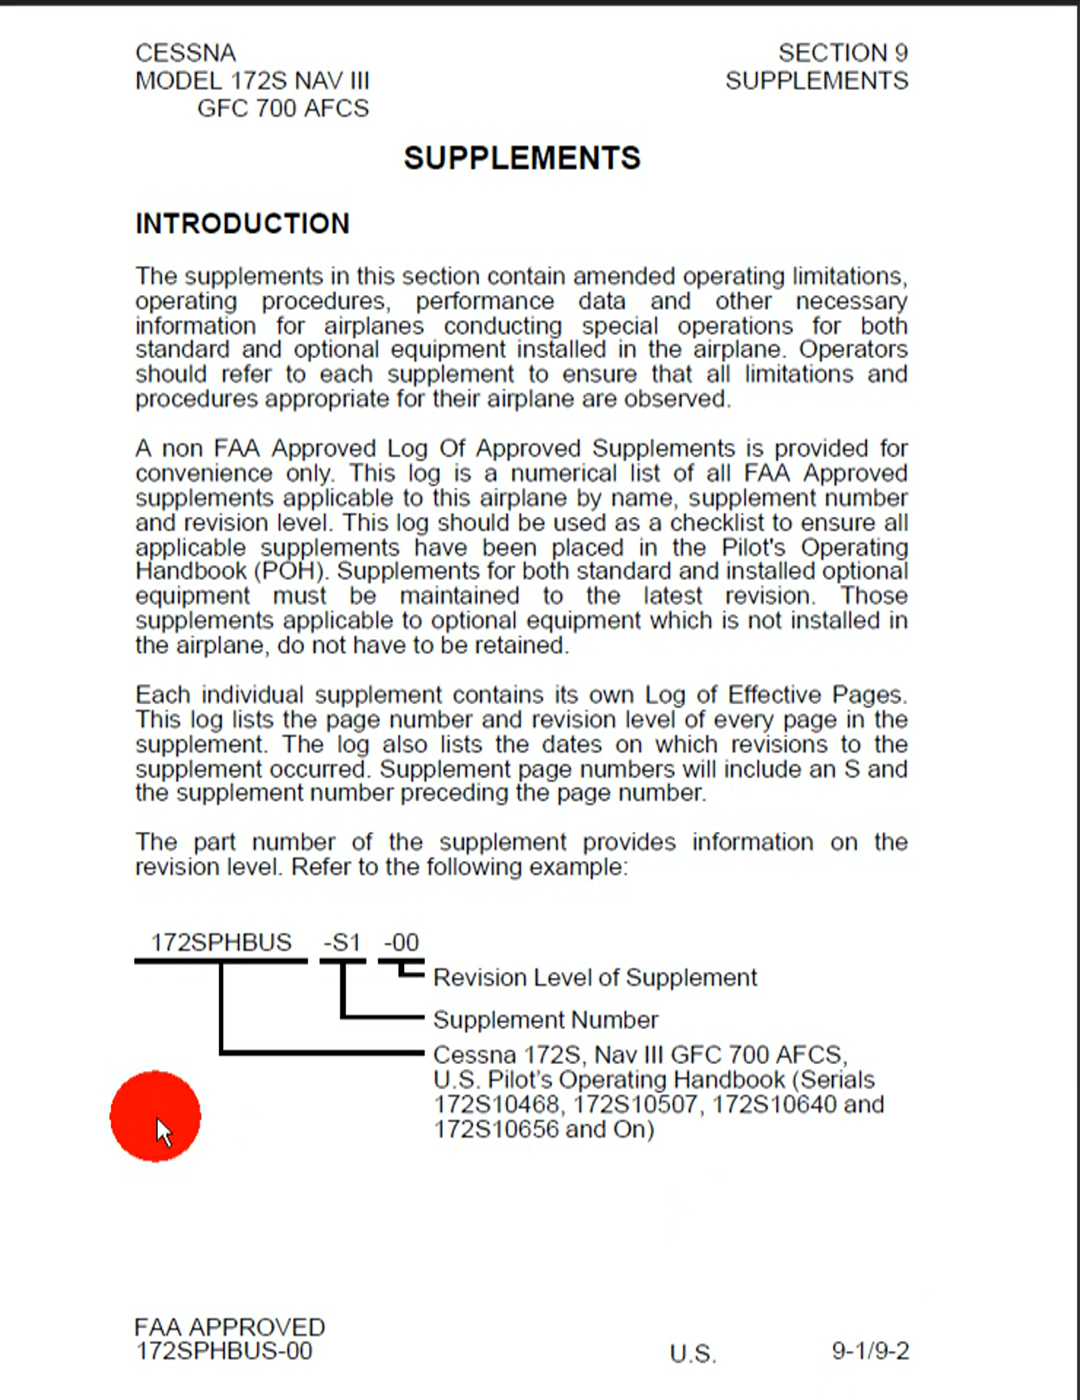 CESSNA
MODEL 172S NAV III
GFC 700 AFCS
SECTION 9
SUPPLEMENTS
SUPPLEMENTS
INTRODUCTION
The supplements in this section contain amended operating limitations,
operating procedures, performance data and other necessary
information for airplanes conducting special operations for both
standard and optional equipment installed in the airplane. Operators
should refer to each supplement to ensure that all limitations and
procedures appropriate for their airplane are observed.
A non FAA Approved Log Of Approved Supplements is provided for
convenience only. This log is a numerical list of all FAA Approved
supplements applicable to this airplane by name, supplement number
and revision level. This log should be used as a checklist to ensure all
applicable supplements have been placed in the Pilot's Operating
Handbook (POH). Supplements for both standard and installed optional
equipment must be maintained to the latest revision. Those
supplements applicable to optional equipment which is not installed in
the airplane, do not have to be retained.
Each individual supplement contains its own Log of Effective Pages.
This log lists the page number and revision level of every page in the
supplement. The log also lists the dates on which revisions to the
supplement occurred. Supplement page numbers will include an S and
the supplement number preceding the page number.
The part number of the supplement provides information on the
revision level. Refer to the following example:
172SPHBUS -S1 -00
Revision Level of Supplement
Supplement Number
Cessna 172S, Nav III GFC 700 AFCS,
U.S. Pilot's Operating Handbook (Serials
172S10468, 172S10507, 172S10640 and
172S10656 and On)
FAA APPROVED
172SPHBUS-00
U.S.
9-1/9-2